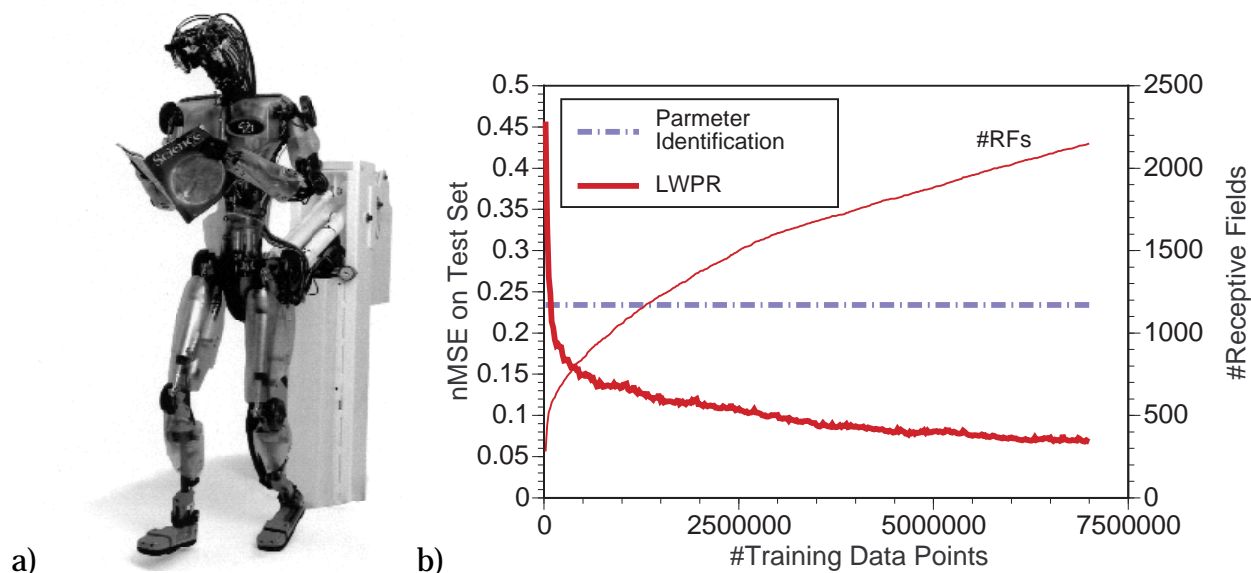 Science
a)
b)
0.5
0.45
0.4
0.35
0.3
0.25
0.2
0.15
0.1
0.05
0
nMSE on Test Set
Parmeter
Identification
LWPR
#RFs
2500
2000
1500
1000
500
0
#Receptive Fields
0
2500000
5000000
7500000
#Training Data Points